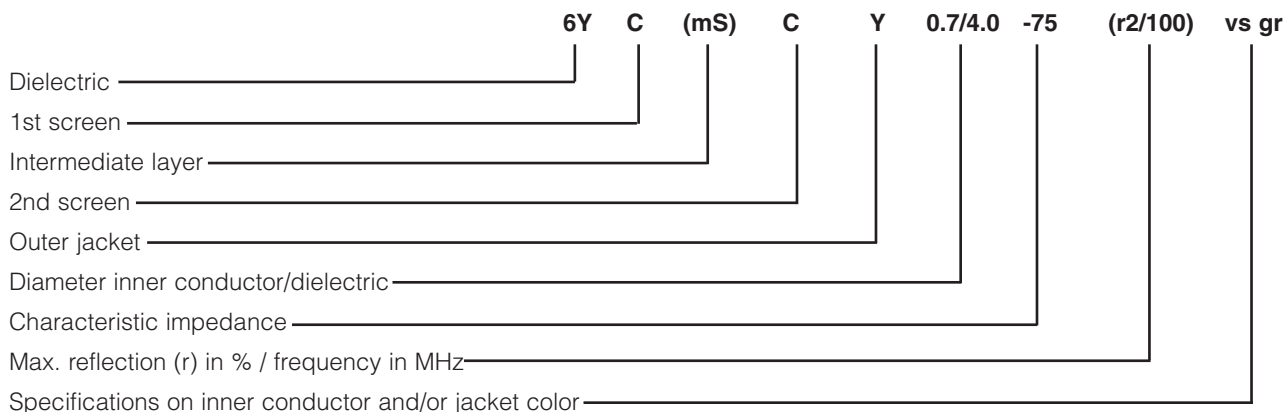 6Y C (mS) C Y 0.7/4.0 -75 (r2/100) vs gr
Dielectric
1st screen
Intermediate layer
2nd screen
Outer jacket
Diameter inner conductor/dielectric
Characteristic impedance
Max. reflection (r) in % / frequency in MHz
Specifications on inner conductor and/or jacket color